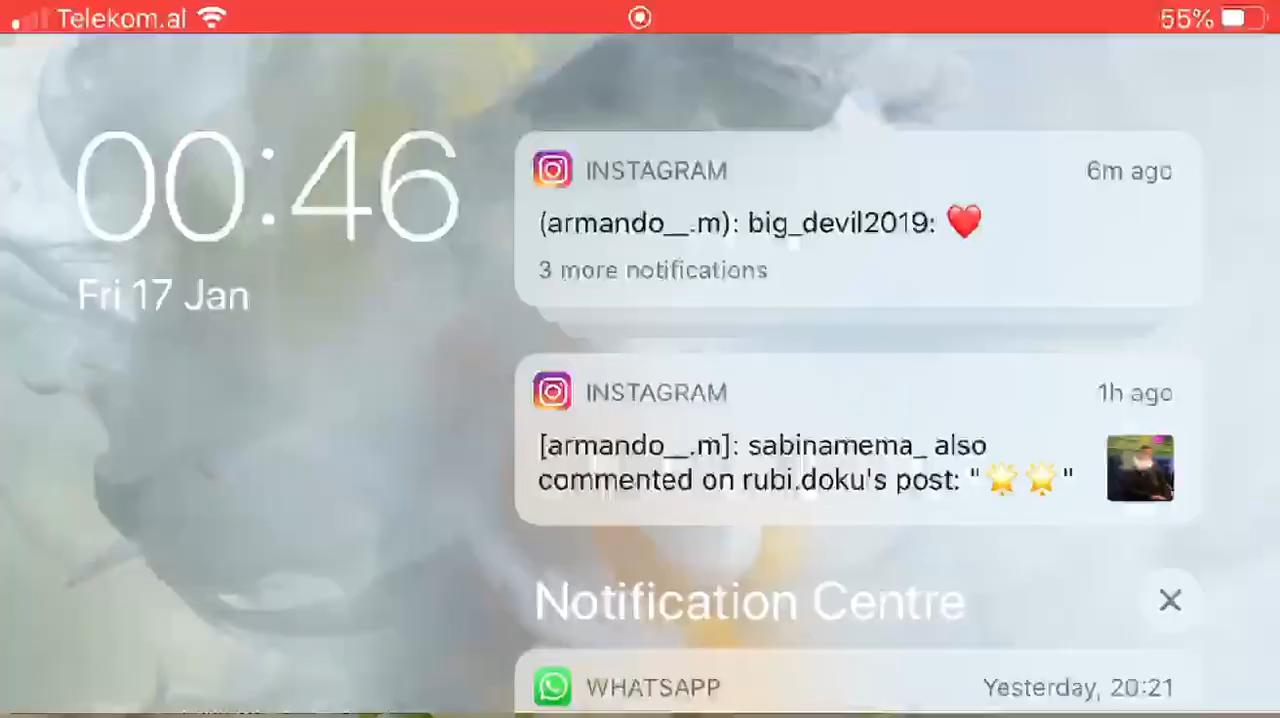 Telekom.al
55%
00:46
Fri 17 Jan
INSTAGRAM
6m ago
(armando__.m): big_devil2019: ❤️
3 more notifications
INSTAGRAM
1h ago
[armando__.m]: sabinamema_ also
commented on rubi.doku's post: "🌟🌟"
Notification Centre
WHATSAPP
Yesterday, 20:21